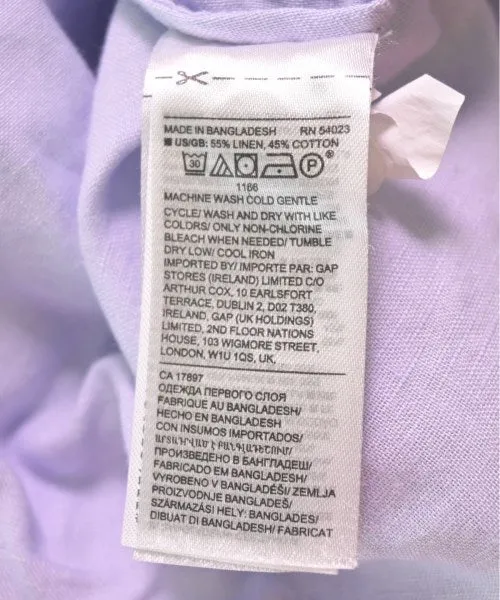 MADE IN BANGLADESH RN 54023
■ US/GB: 55% LINEN, 45% COTTON
30 P ®
1166
MACHINE WASH COLD GENTLE
CYCLE/ WASH AND DRY WITH LIKE
COLORS/ ONLY NON-CHLORINE
BLEACH WHEN NEEDED/ TUMBLE
DRY LOW/ COOL IRON
IMPORTED BY/ IMPORTE PAR: GAP
STORES (IRELAND) LIMITED C/O
ARTHUR COX, 10 EARLSFORT
TERRACE, DUBLIN 2, D02 T380,
IRELAND, GAP (UK HOLDINGS)
LIMITED, 2ND FLOOR NATIONS
HOUSE, 103 WIGMORE STREET,
LONDON, W1U 1QS, UK,
CA 17897
ОДЕЖДА ПЕРВОГО СЛОЯ
FABRIQUE AU BANGLADESH/
HECHO EN BANGLADESH
CON INSUMOS IMPORTADOS/
ԱՐՏԱԴՐՎԱԾ Է ԲԱՆԳԼԱԴԵՇՈՒՄ/
ПРОИЗВЕДЕНО В БАНГЛАДЕШ/
FABRICADO EM BANGLADESH/
VYROBENO V BANGLADÉŠI/ ZEMLJA
PROIZVODNJE BANGLADEŠ/
SZÁRMAZÁSI HELY: BANGLADES/
DIBUAT DI BANGLADESH/ FABRICAT